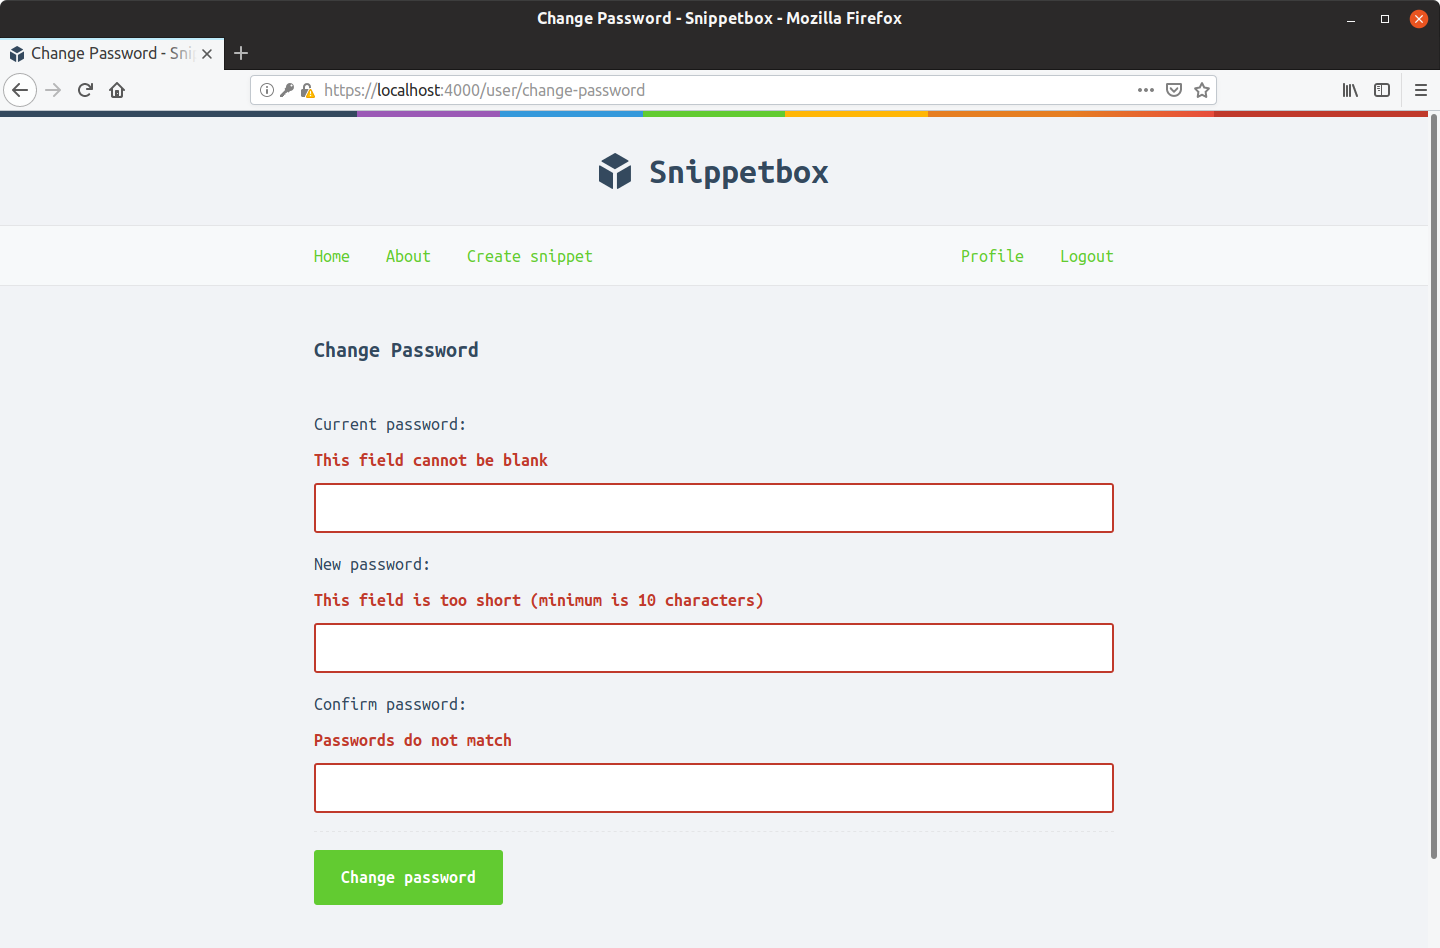 Change Password - Snippetbox - Mozilla Firefox
Change Password - Sni
https://localhost:4000/user/change-password
Snippetbox
Home About Create snippet Profile Logout
Change Password
Current password:
This field cannot be blank
New password:
This field is too short (minimum is 10 characters)
Confirm password:
Passwords do not match
Change password